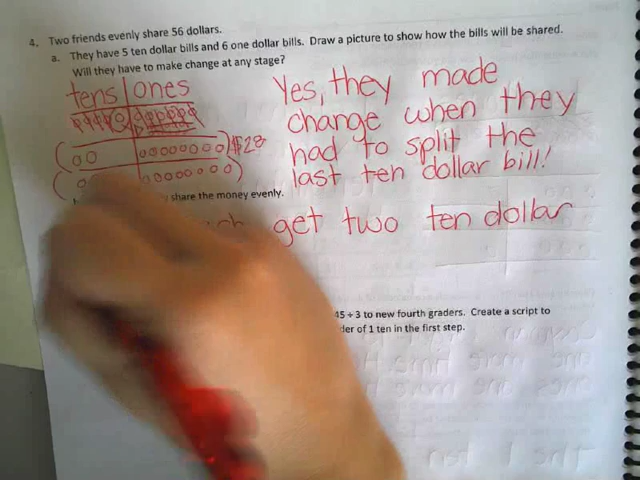 4. Two friends evenly share 56 dollars.
a. They have 5 ten dollar bills and 6 one dollar bills. Draw a picture to show how the bills will be shared.
Will they have to make change at any stage?
tens ones
Yes, they made
change when they
$28
had to split the
last ten dollar bill!
share the money evenly.
get two ten dollar
45 ÷ 3 to new fourth graders. Create a script to
of 1 ten in the first step.